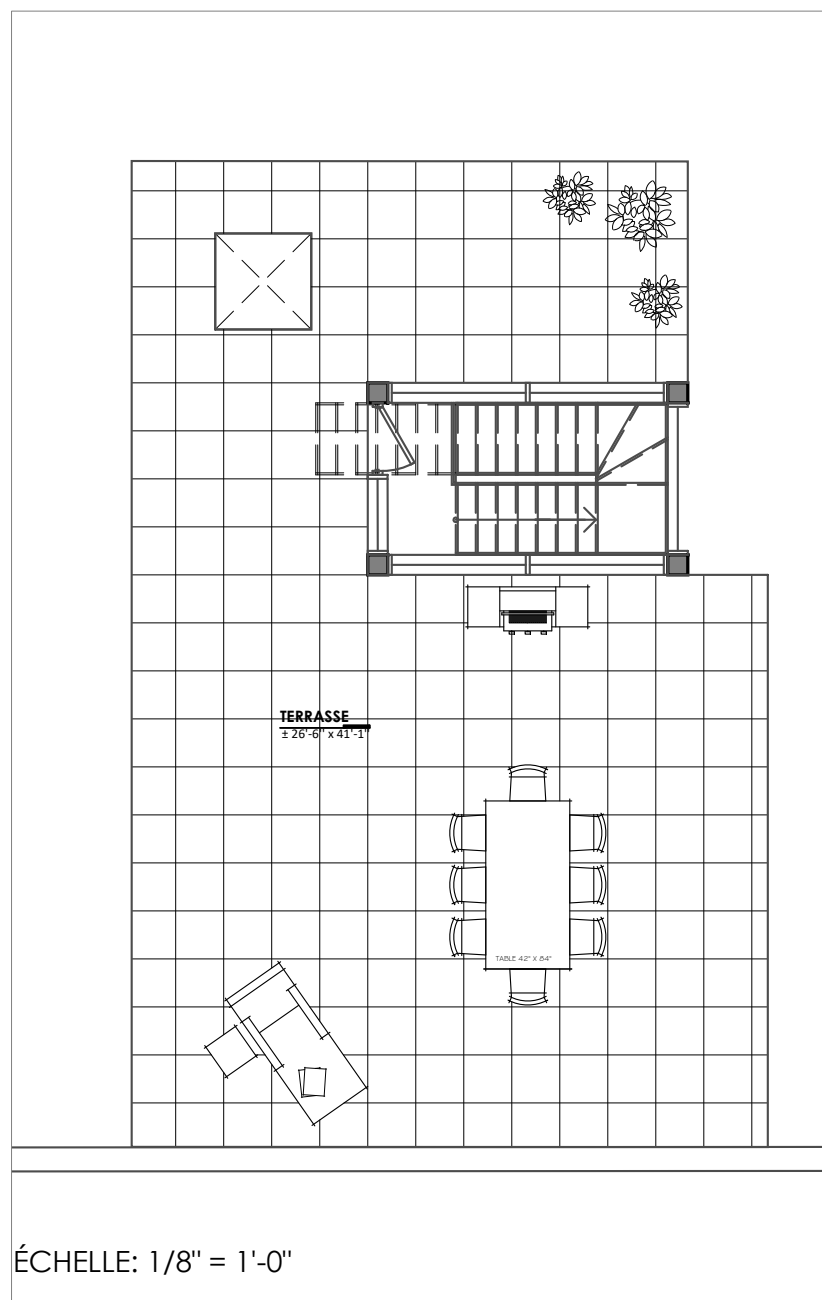 TERRASSE
± 26'-6" x 41'-1"
TABLE 42" X 84"
ÉCHELLE: 1/8" = 1'-0"